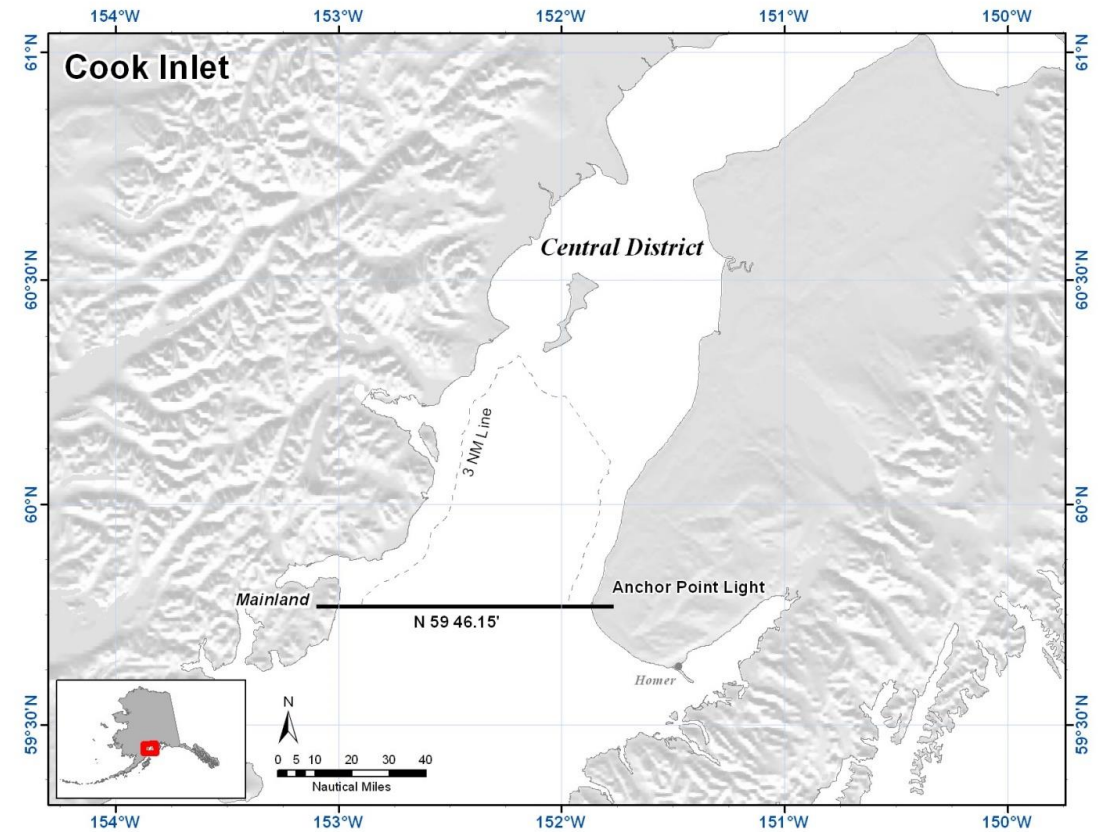 154°W 153°W 152°W 151°W 150°W
61°N 61°N
Cook Inlet
Central District
60°30'N 60°30'N
3 NM Line
60°N 60°N
Anchor Point Light
Mainland
N 59 46.15'
Homer
59°30'N 59°30'N
N
0 5 10 20 30 40
Nautical Miles
154°W 153°W 152°W 151°W 150°W